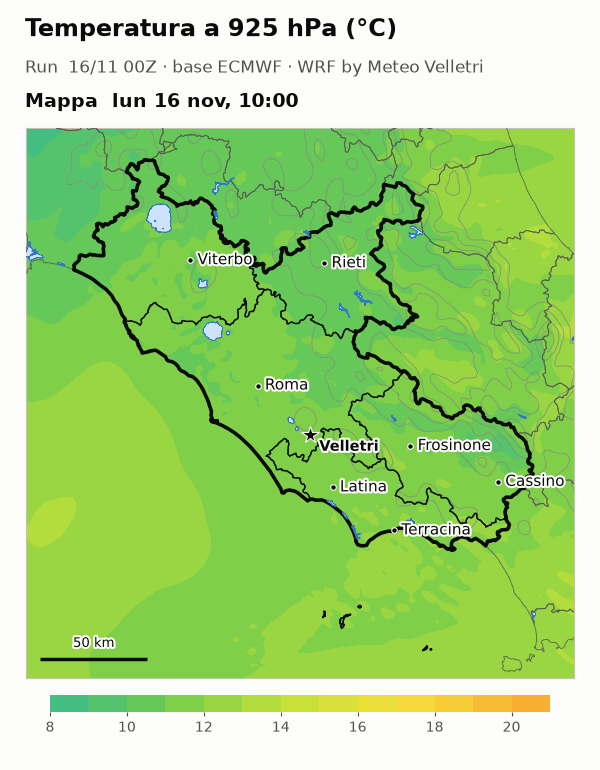 Temperatura a 925 hPa (°C)
Run  16/11 00Z · base ECMWF · WRF by Meteo Velletri
Mappa  lun 16 nov, 10:00
Viterbo
Rieti
Roma
Velletri
Frosinone
Latina
Cassino
Terracina
50 km
8 10 12 14 16 18 20